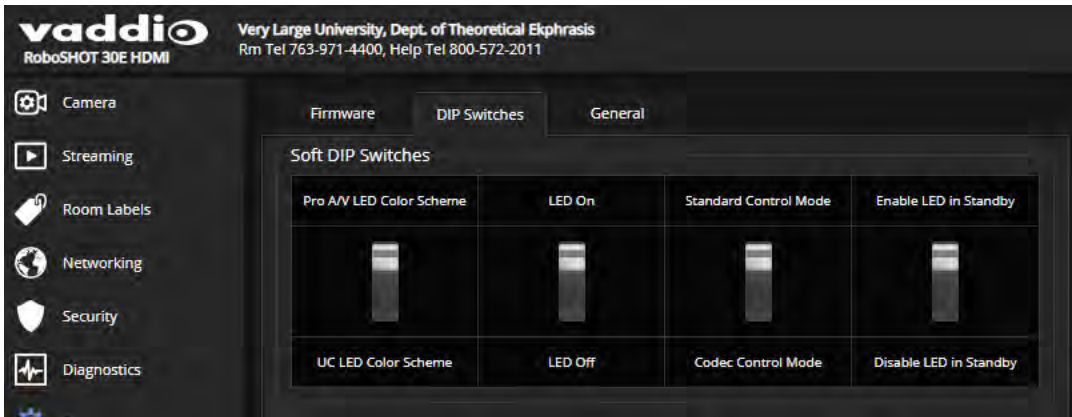 vaddio
RoboSHOT 30E HDMI
Very Large University, Dept. of Theoretical Ekphrasis
Rm Tel 763-971-4400, Help Tel 800-572-2011
Camera
Streaming
Room Labels
Networking
Security
Diagnostics
Firmware DIP Switches General
Soft DIP Switches
Pro A/V LED Color Scheme LED On Standard Control Mode Enable LED in Standby
UC LED Color Scheme LED Off Codec Control Mode Disable LED in Standby